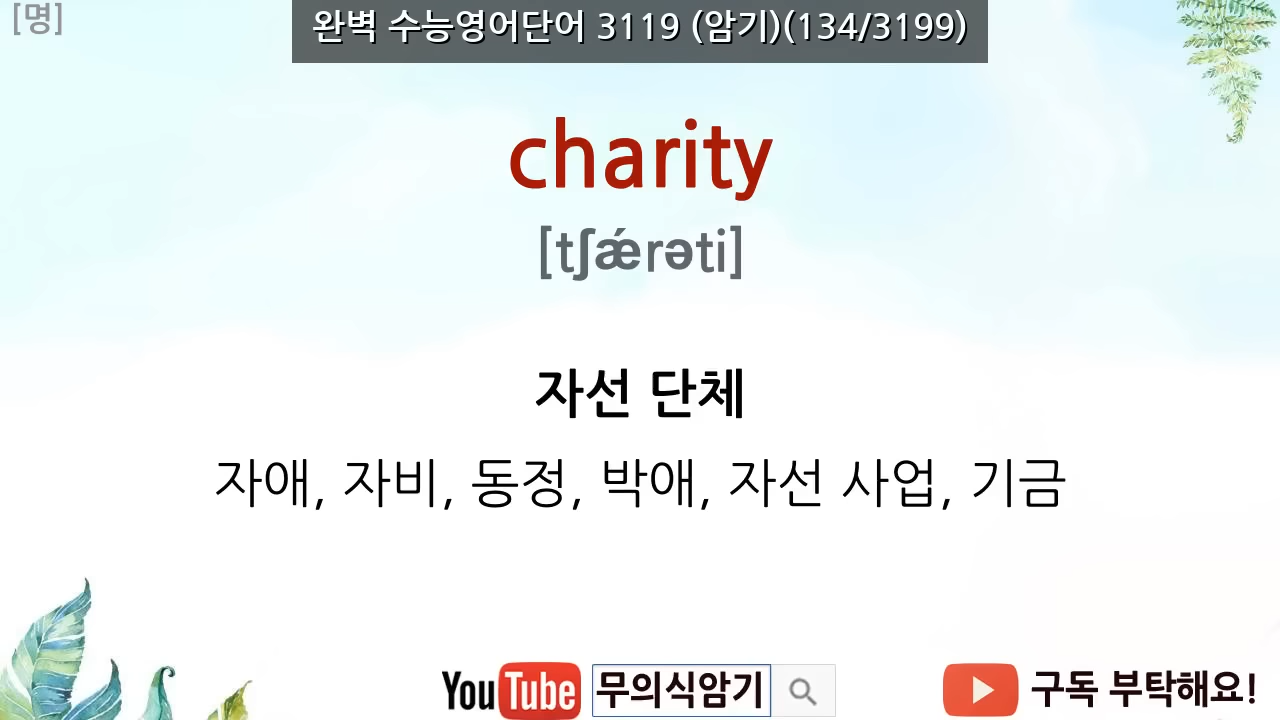 [명]
완벽 수능영어단어 3119 (암기)(134/3199)
charity
[tʃǽrəti]
자선 단체
자애, 자비, 동정, 박애, 자선 사업, 기금
YouTube 무의식암기
구독 부탁해요!